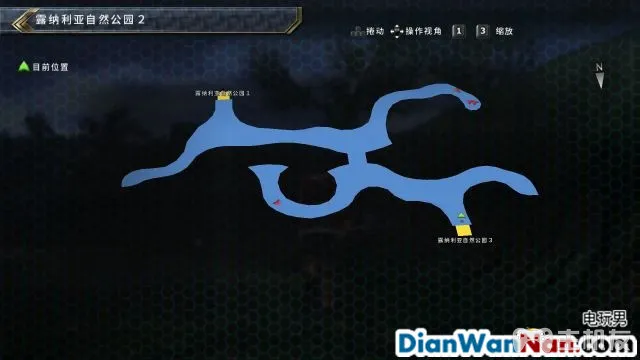 露纳利亚自然公园2
捲动 操作视角 1 3 缩放
目前位置
N
露纳利亚自然公园1
露纳利亚自然公园3
电玩男
DianWanNan.com